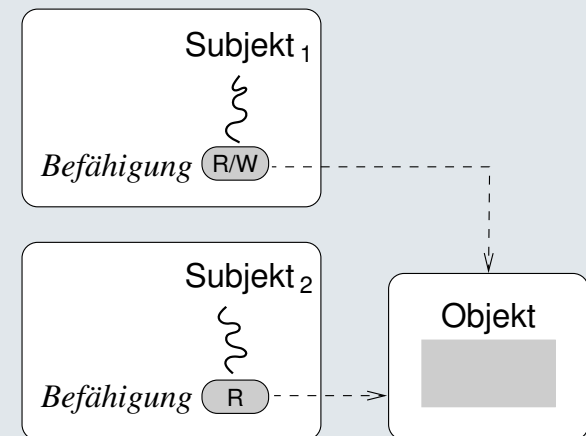 Subjekt 1
Befähigung R/W
Subjekt 2
Objekt
Befähigung R